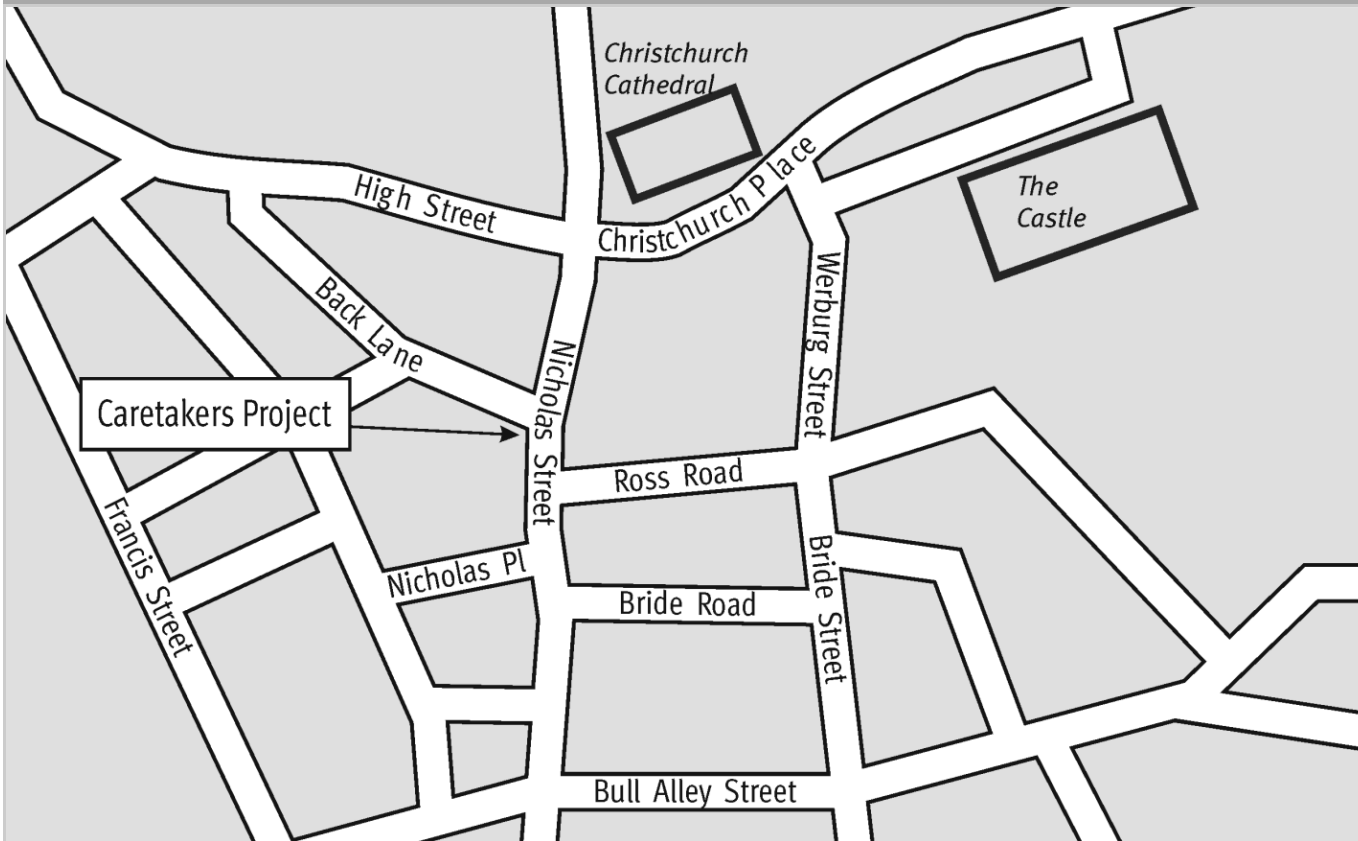 Christchurch
Cathedral
High Street
Christchurch Place
The
Castle
Back Lane
Werburg Street
Nicholas Street
Caretakers Project
Ross Road
Francis Street
Nicholas Pl
Bride Road
Bride Street
Bull Alley Street